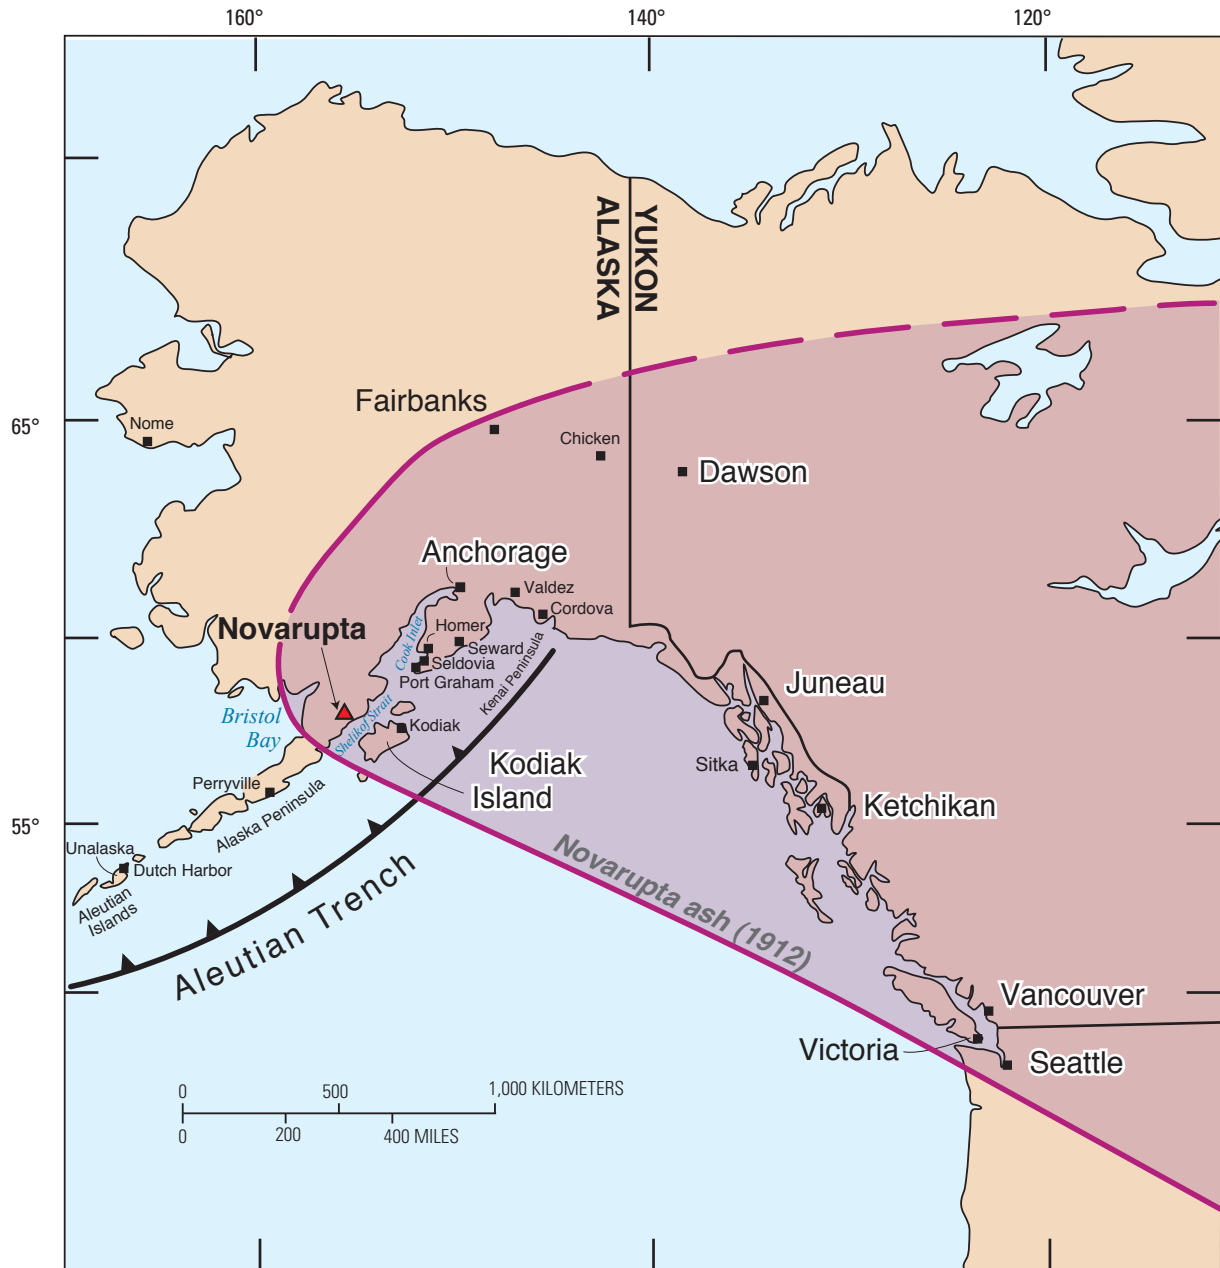 160°
140°
120°
ALASKA
YUKON
65°
Fairbanks
Nome
Chicken
Dawson
Anchorage
Valdez
Cordova
Novarupta
Cook Inlet
Homer
Seward
Seldovia
Port Graham
Kenai Peninsula
Juneau
Bristol
Bay
Shelikof Strait
Kodiak
Sitka
Kodiak
Island
Perryville
Alaska Peninsula
Ketchikan
55°
Unalaska
Dutch Harbor
Aleutian
Islands
Aleutian Trench
Novarupta ash (1912)
Vancouver
Victoria
Seattle
0
500
1,000 KILOMETERS
0
200
400 MILES